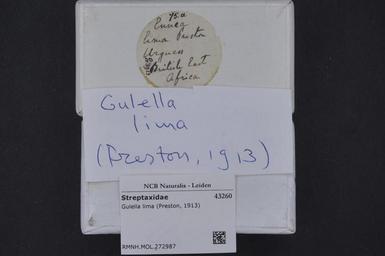 75.a
Ennea
lima Preston
Urguess
British East
Africa
Gulella
lima
(Preston, 1913)
NCB Naturalis - Leiden
Streptaxidae 43260
Gulella lima (Preston, 1913)
RMNH.MOL.272987